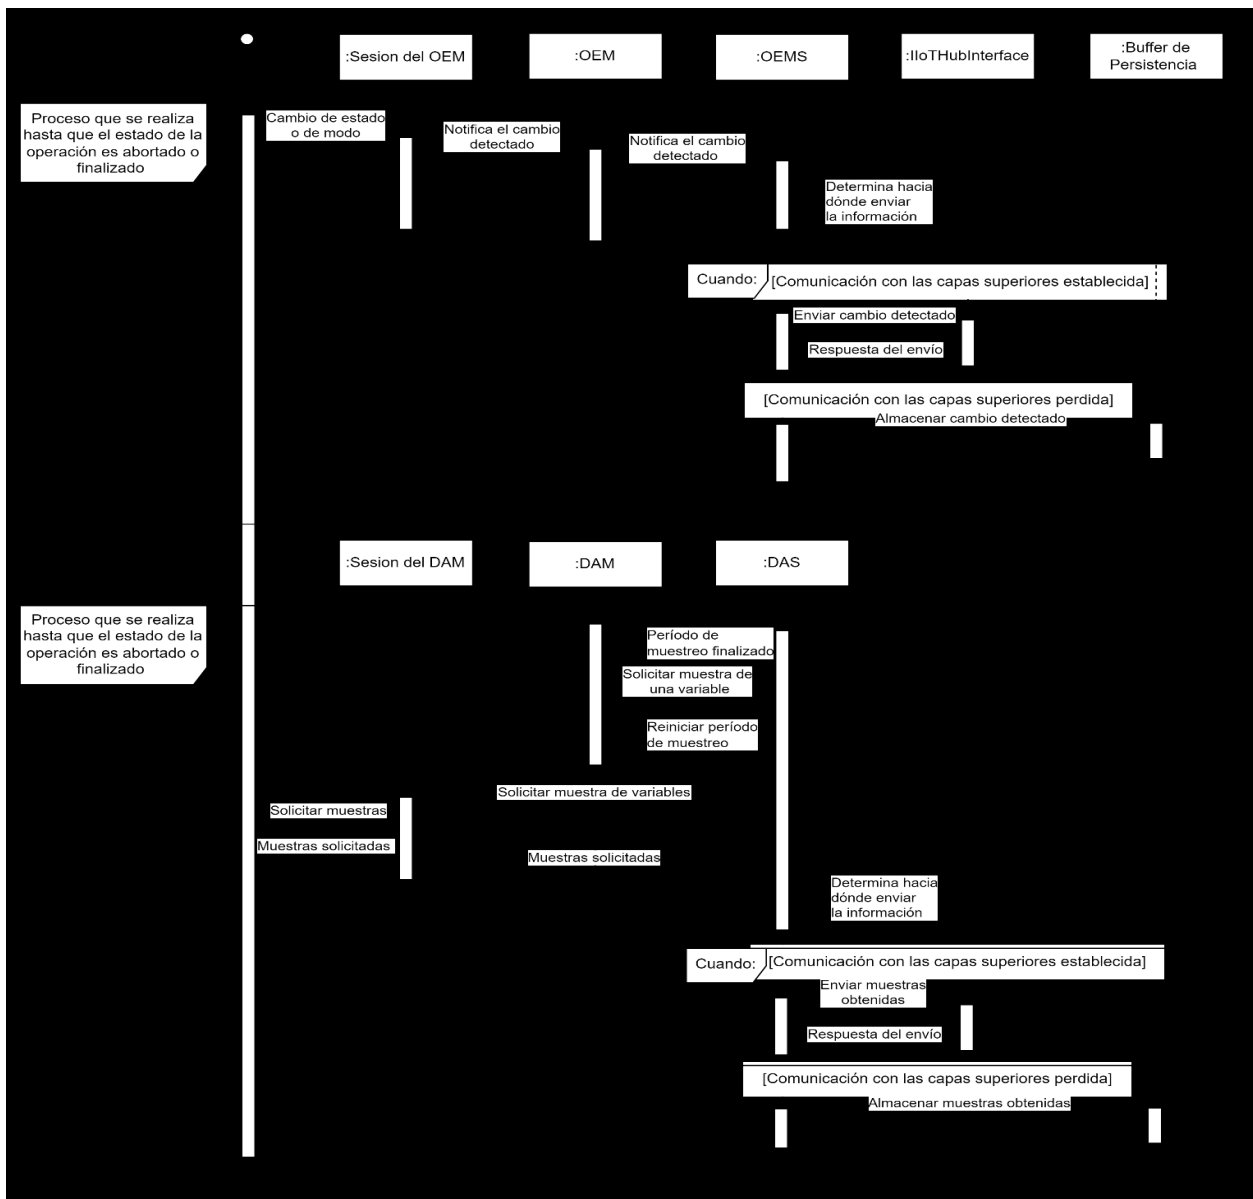 :Sesion del OEM
:OEM
:OEMS
:IIoTHubInterface
:Buffer de
Persistencia
Proceso que se realiza
hasta que el estado de la
operación es abortado o
finalizado
Cambio de estado
o de modo
Notifica el cambio
detectado
Notifica el cambio
detectado
Determina hacia
dónde enviar
la información
Cuando:
[Comunicación con las capas superiores establecida]
Enviar cambio detectado
Respuesta del envío
[Comunicación con las capas superiores perdida]
Almacenar cambio detectado
:Sesion del DAM
:DAM
:DAS
Proceso que se realiza
hasta que el estado de la
operación es abortado o
finalizado
Período de
muestreo finalizado
Solicitar muestra de
una variable
Reiniciar período
de muestreo
Solicitar muestra de variables
Solicitar muestras
Muestras solicitadas
Muestras solicitadas
Determina hacia
dónde enviar
la información
Cuando:
[Comunicación con las capas superiores establecida]
Enviar muestras
obtenidas
Respuesta del envío
[Comunicación con las capas superiores perdida]
Almacenar muestras obtenidas